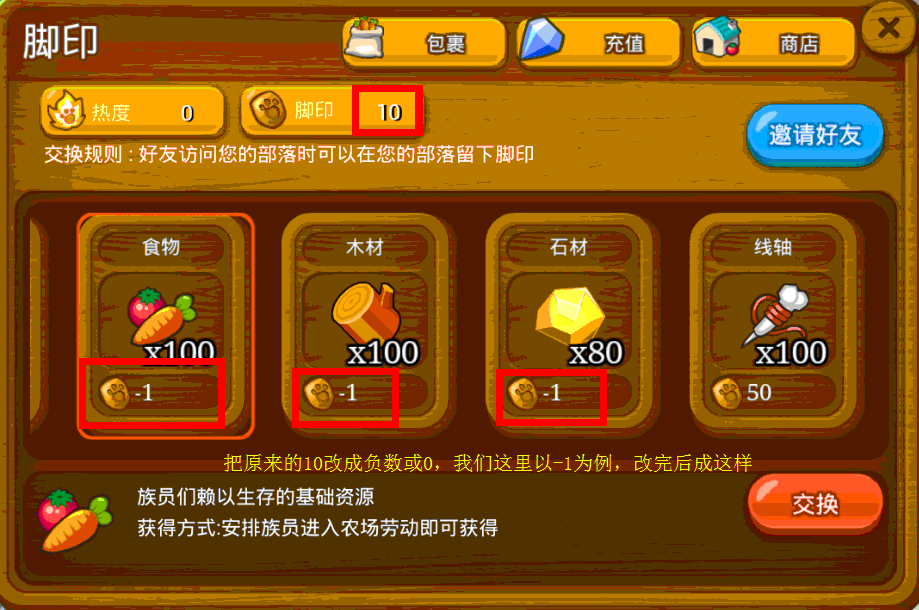 脚印
包裹
充值
商店
热度 0
脚印 10
邀请好友
交换规则：好友访问您的部落时可以在您的部落留下脚印
食物
木材
石材
线轴
x100
x100
x80
x100
-1
-1
-1
50
把原来的10改成负数或0，我们这里以-1为例，改完后成这样
族员们赖以生存的基础资源
获得方式:安排族员进入农场劳动即可获得
交换